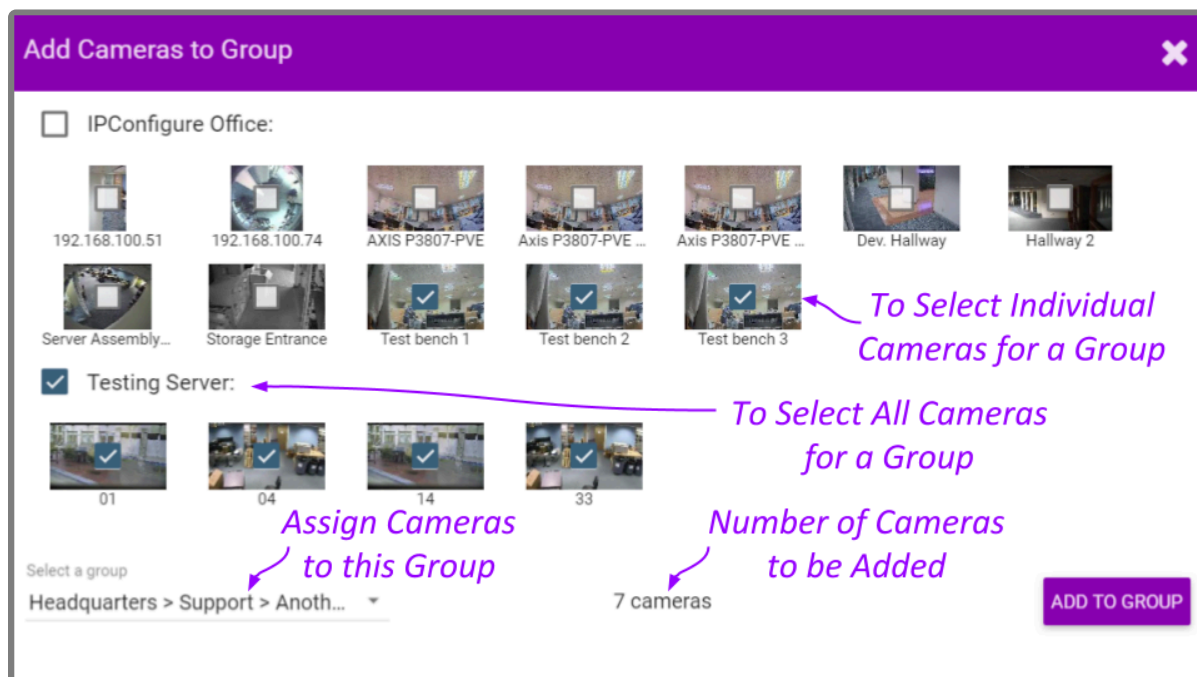 Add Cameras to Group
IPConfigure Office:
192.168.100.51 192.168.100.74 AXIS P3807-PVE Axis P3807-PVE ... Axis P3807-PVE ... Dev. Hallway Hallway 2
Server Assembly... Storage Entrance Test bench 1 Test bench 2 Test bench 3
To Select Individual
Cameras for a Group
Testing Server:
To Select All Cameras
for a Group
01 04 14 33
Assign Cameras
to this Group
Number of Cameras
to be Added
Select a group
Headquarters > Support > Anoth...
7 cameras
ADD TO GROUP